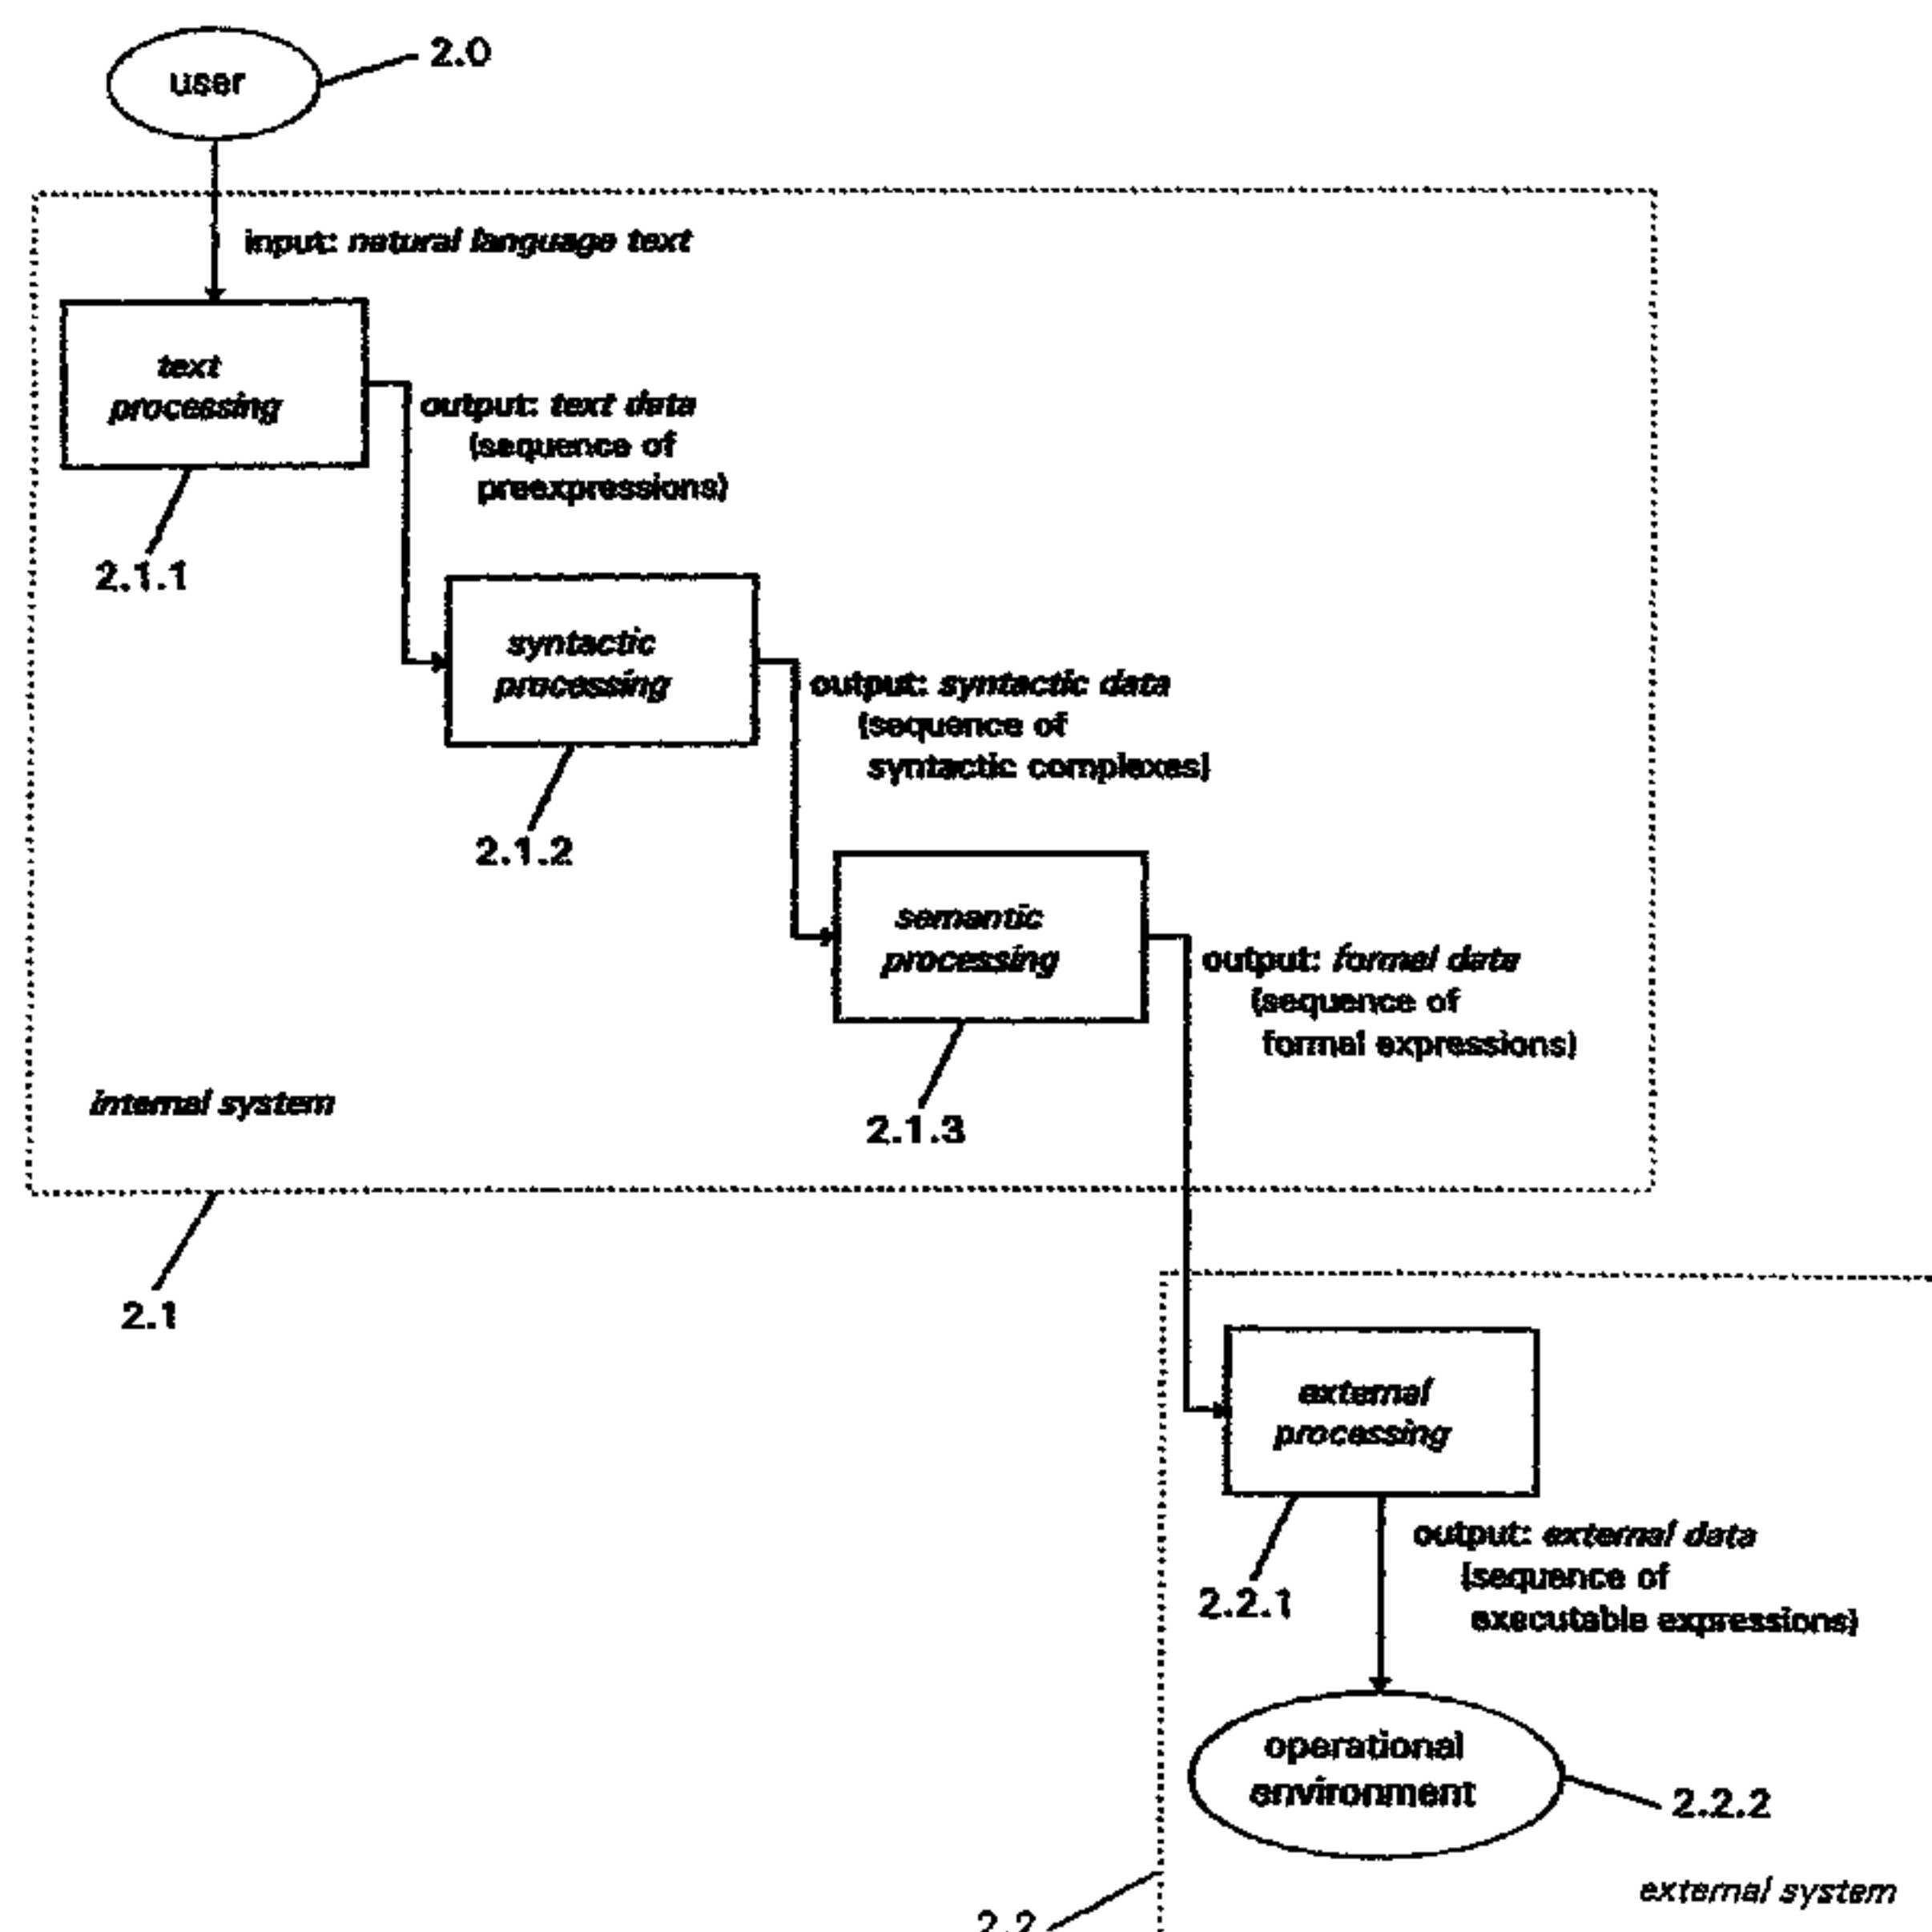 user
2.0
input: natural language text
text
processing
output: text data
(sequence of
preexpressions)
2.1.1
syntactic
processing
output: syntactic data
(sequence of
syntactic complexes)
2.1.2
semantic
processing
output: formal data
(sequence of
formal expressions)
internal system
2.1.3
2.1
external
processing
output: external data
(sequence of
executable expressions)
2.2.1
operational
environment
2.2.2
external system
2.2